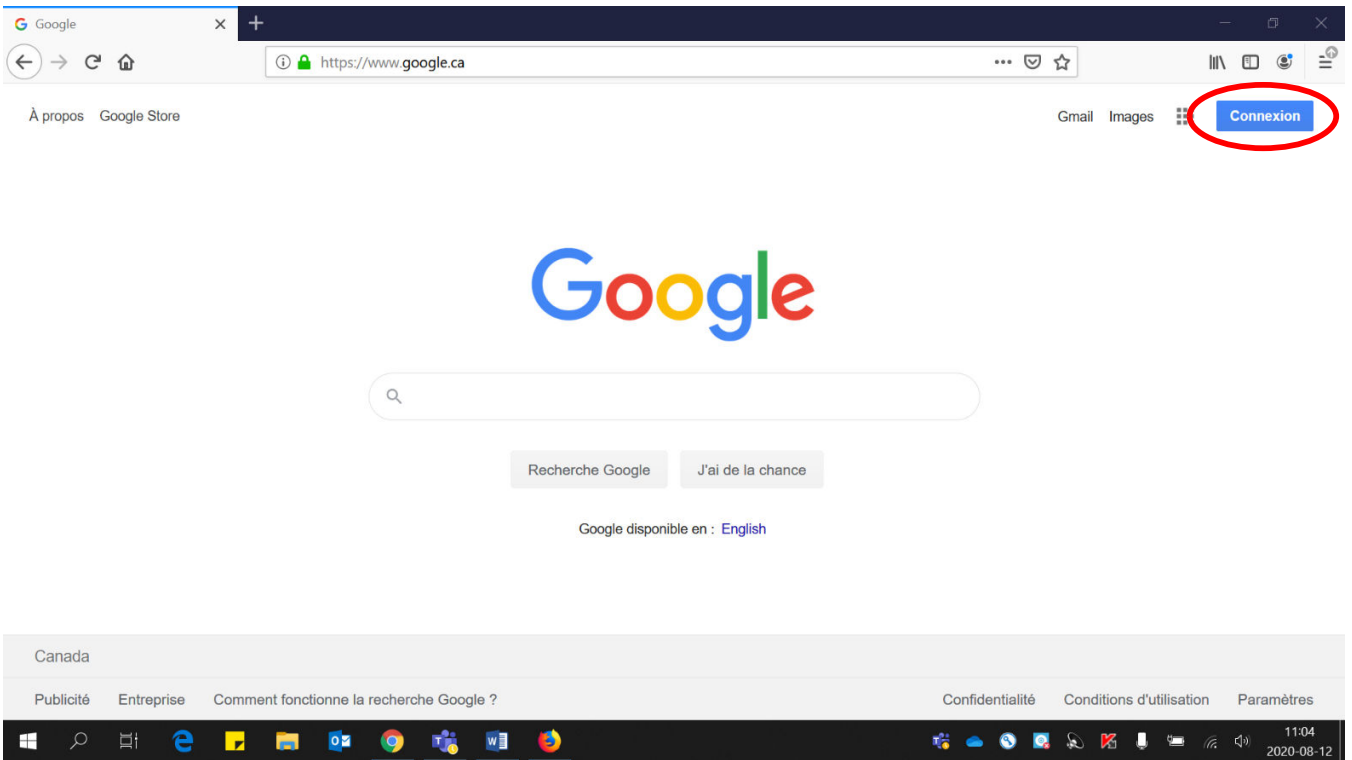 Google
https://www.google.ca
À propos Google Store
Gmail Images Connexion
Google
Recherche Google J'ai de la chance
Google disponible en : English
Canada
Publicité Entreprise Comment fonctionne la recherche Google ?
Confidentialité Conditions d'utilisation Paramètres
11:04
2020-08-12